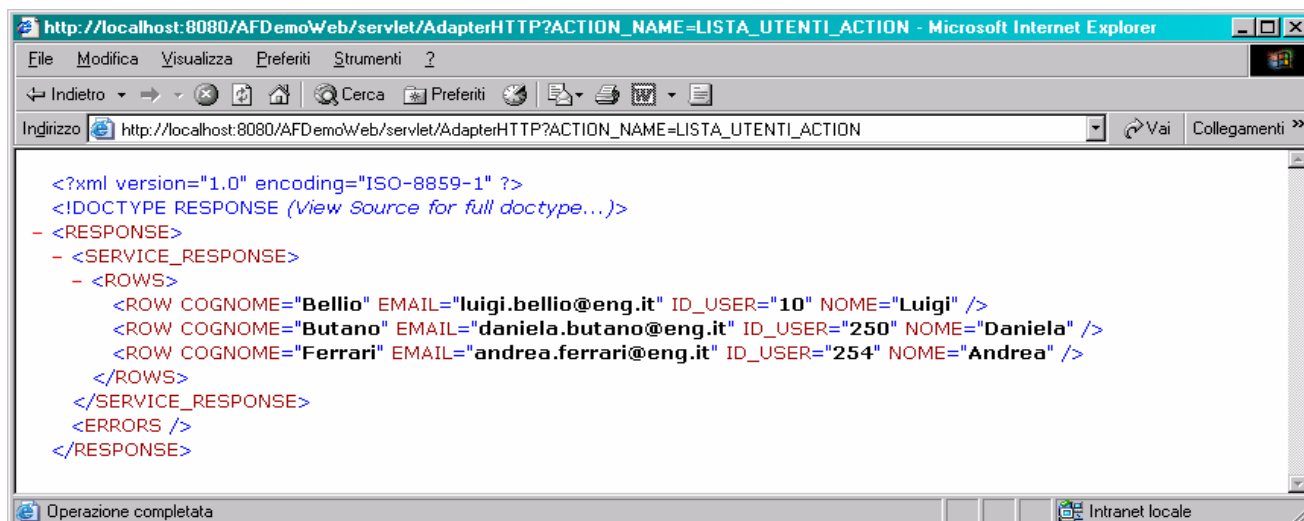 http://localhost:8080/AFDemoWeb/servlet/AdapterHTTP?ACTION_NAME=LISTA_UTENTI_ACTION - Microsoft Internet Explorer
File Modifica Visualizza Preferiti Strumenti ?
Indietro Cerca Preferiti
Indirizzo http://localhost:8080/AFDemoWeb/servlet/AdapterHTTP?ACTION_NAME=LISTA_UTENTI_ACTION Vai Collegamenti »
<?xml version="1.0" encoding="ISO-8859-1" ?>
<!DOCTYPE RESPONSE (View Source for full doctype...)>
- <RESPONSE>
- <SERVICE_RESPONSE>
- <ROWS>
<ROW COGNOME="Bellio" EMAIL="luigi.bellio@eng.it" ID_USER="10" NOME="Luigi" />
<ROW COGNOME="Butano" EMAIL="daniela.butano@eng.it" ID_USER="250" NOME="Daniela" />
<ROW COGNOME="Ferrari" EMAIL="andrea.ferrari@eng.it" ID_USER="254" NOME="Andrea" />
</ROWS>
</SERVICE_RESPONSE>
<ERRORS />
</RESPONSE>
Operazione completata Intranet locale